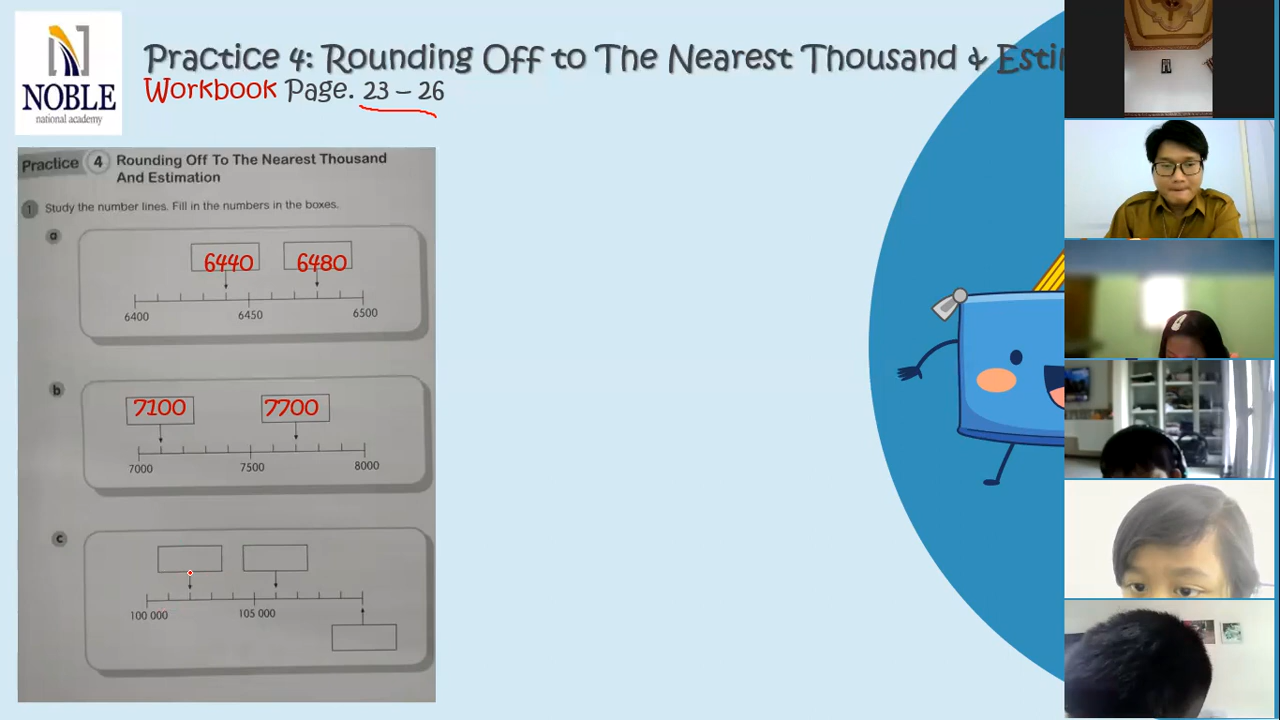 NOBLE
national academy
Practice 4: Rounding Off to The Nearest Thousand & Esti
Workbook Page. 23 – 26
Practice 4 Rounding Off To The Nearest Thousand
And Estimation
1 Study the number lines. Fill in the numbers in the boxes.
a
6440 6480
6400 6450 6500
b
7100 7700
7000 7500 8000
c
100 000 105 000